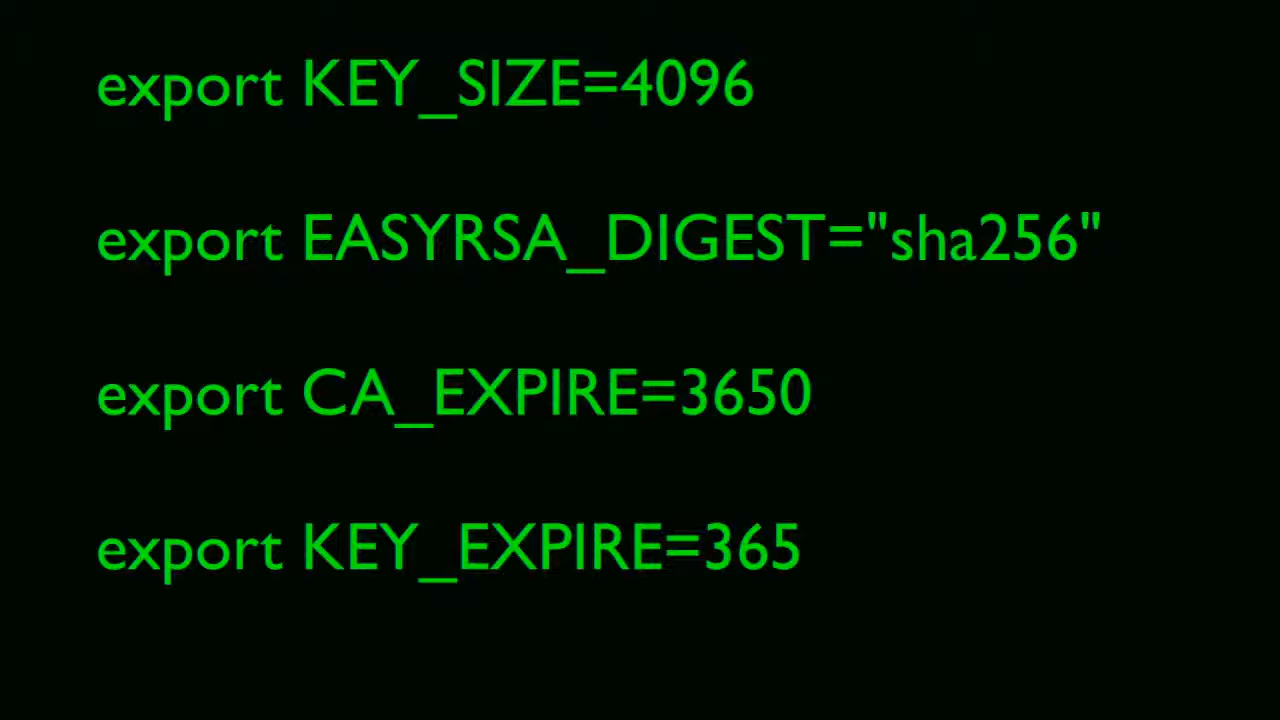 export KEY_SIZE=4096
export EASYRSA_DIGEST="sha256"
export CA_EXPIRE=3650
export KEY_EXPIRE=365